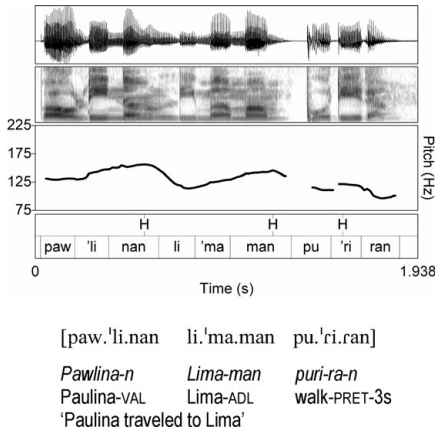 225
175
125
75
Pitch (Hz)
H H H
paw 'li nan li 'ma man pu 'ri ran
0 1.938
Time (s)
[paw.ˈli.nan li.ˈma.man pu.ˈɾi.ɾan]
Pawlina-n Lima-man puri-ra-n
Paulina-VAL Lima-ADL walk-PRET-3s
‘Paulina traveled to Lima’